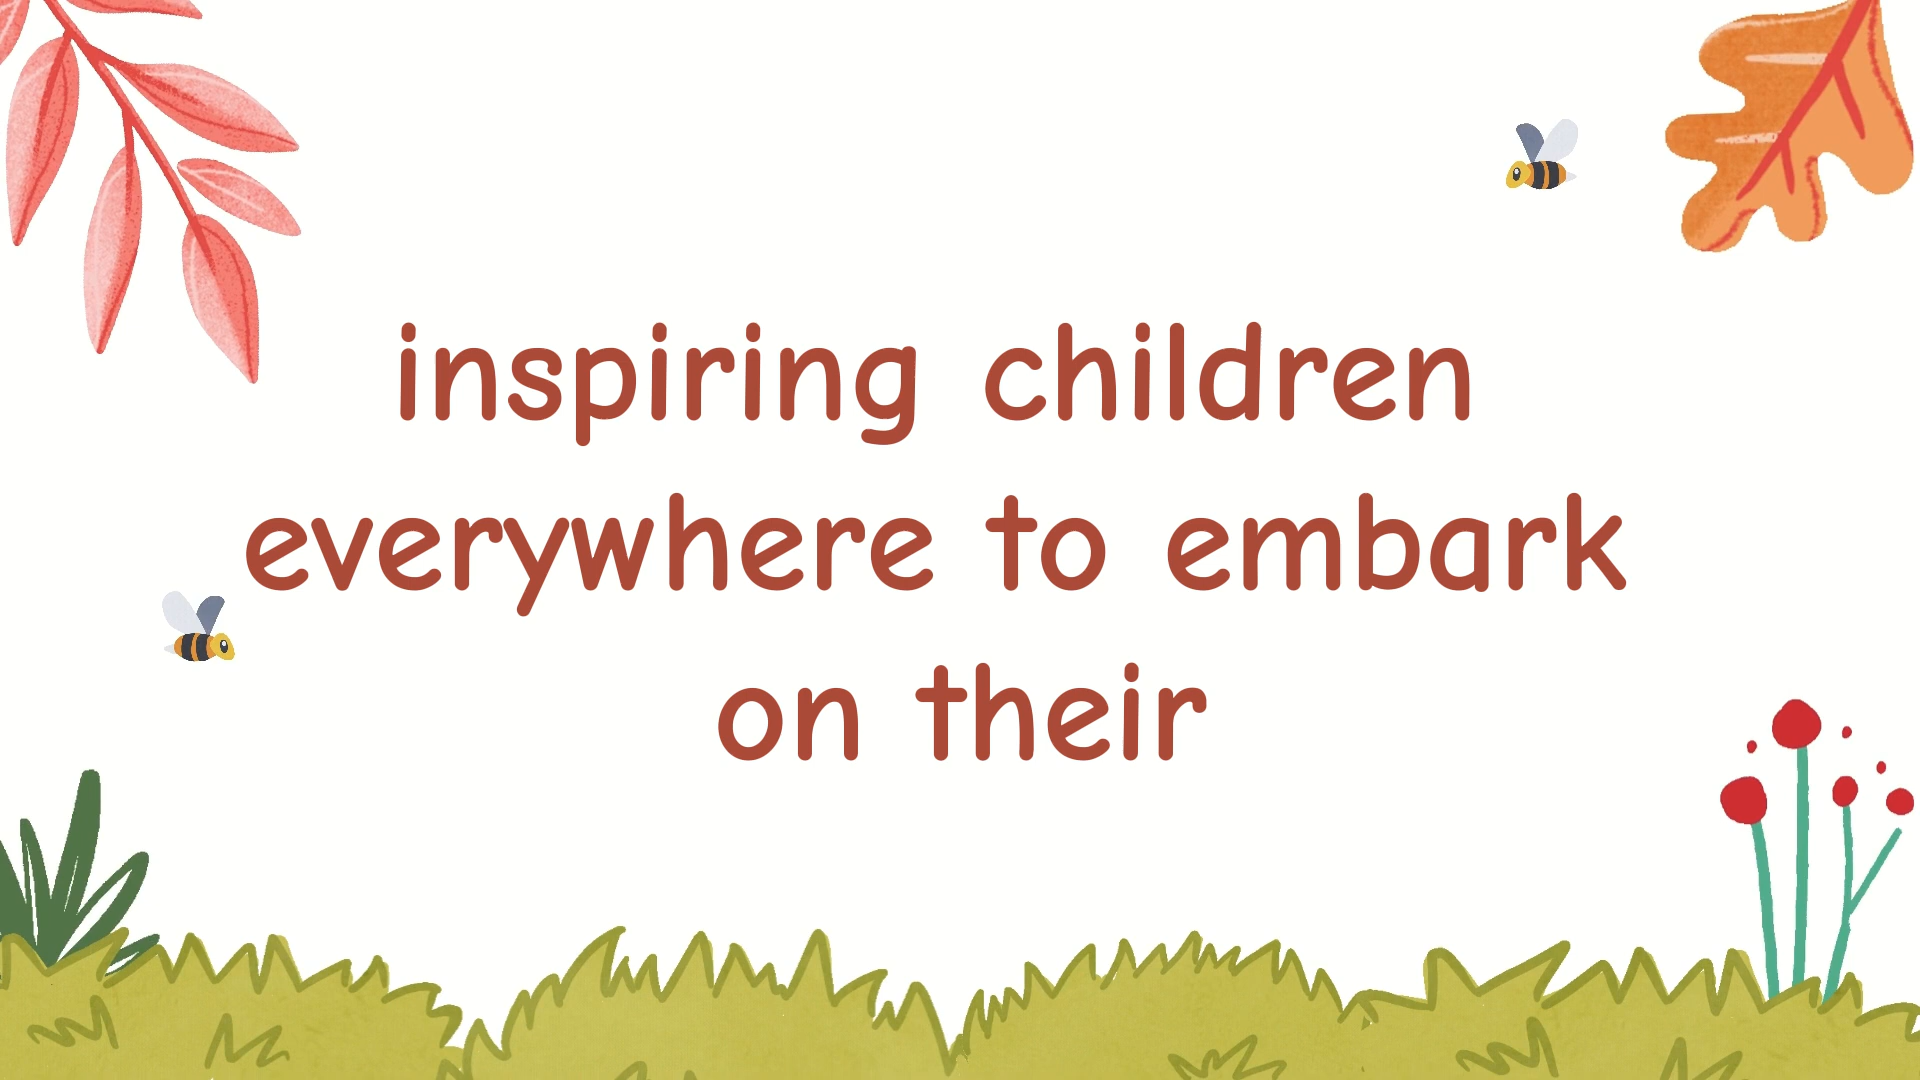 inspiring children
everywhere to embark
on their